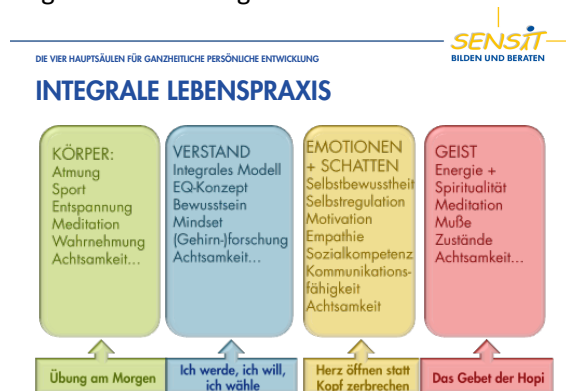 SENSIT
BILDEN UND BERATEN
DIE VIER HAUPTSÄULEN FÜR GANZHEITLICHE PERSÖNLICHE ENTWICKLUNG
INTEGRALE LEBENSPRAXIS
KÖRPER:
Atmung
Sport
Entspannung
Meditation
Wahrnehmung
Achtsamkeit...
VERSTAND
Integrales Modell
EQ-Konzept
Bewusstsein
Mindset
(Gehirn-)forschung
Achtsamkeit...
EMOTIONEN
+ SCHATTEN
Selbstbewusstheit
Selbstregulation
Motivation
Empathie
Sozialkompetenz
Kommunikations-
fähigkeit
Achtsamkeit
GEIST
Energie +
Spiritualität
Meditation
Muße
Zustände
Achtsamkeit...
Übung am Morgen
Ich werde, ich will,
ich wähle
Herz öffnen statt
Kopf zerbrechen
Das Gebet der Hopi